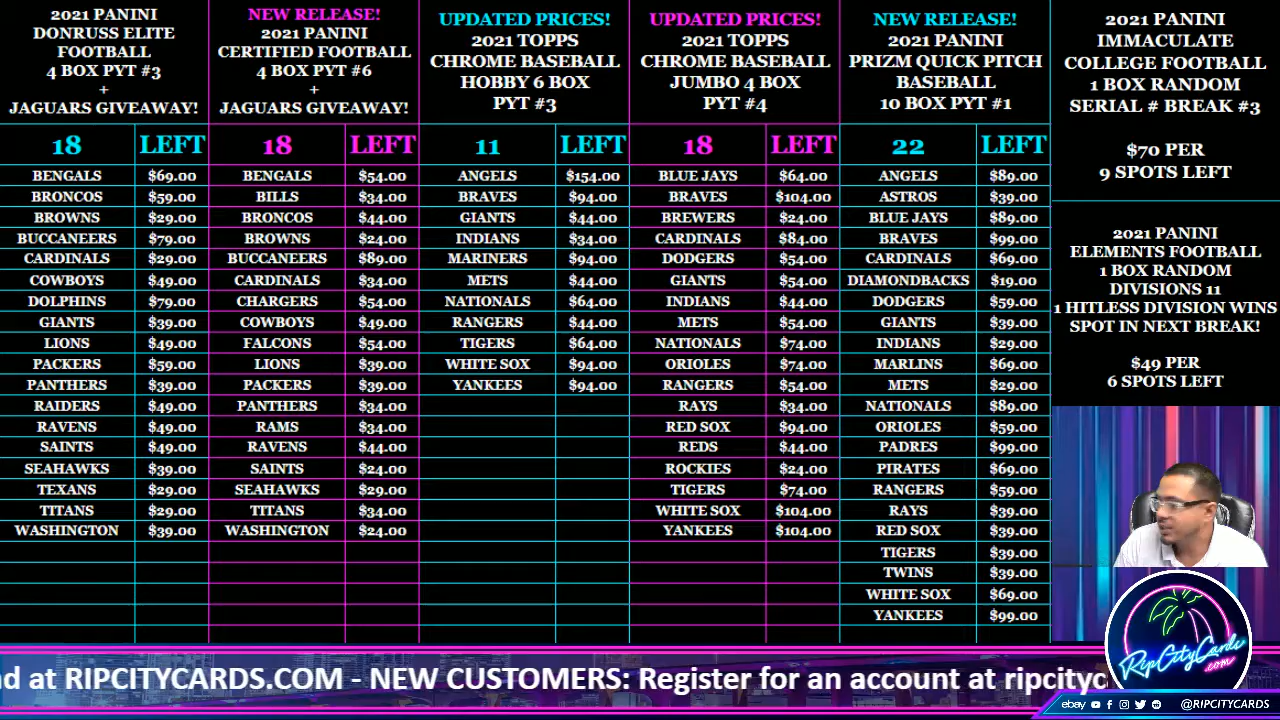 2021 PANINI
DONRUSS ELITE
FOOTBALL
4 BOX PYT #3
+
JAGUARS GIVEAWAY!
18 LEFT
BENGALS $69.00
BRONCOS $59.00
BROWNS $29.00
BUCCANEERS $79.00
CARDINALS $29.00
COWBOYS $49.00
DOLPHINS $79.00
GIANTS $39.00
LIONS $49.00
PACKERS $59.00
PANTHERS $39.00
RAIDERS $49.00
RAVENS $49.00
SAINTS $49.00
SEAHAWKS $39.00
TEXANS $29.00
TITANS $29.00
WASHINGTON $39.00
NEW RELEASE!
2021 PANINI
CERTIFIED FOOTBALL
4 BOX PYT #6
+
JAGUARS GIVEAWAY!
18 LEFT
BENGALS $54.00
BILLS $34.00
BRONCOS $44.00
BROWNS $24.00
BUCCANEERS $89.00
CARDINALS $34.00
CHARGERS $54.00
COWBOYS $49.00
FALCONS $54.00
LIONS $39.00
PACKERS $39.00
PANTHERS $34.00
RAMS $34.00
RAVENS $44.00
SAINTS $24.00
SEAHAWKS $29.00
TITANS $34.00
WASHINGTON $24.00
UPDATED PRICES!
2021 TOPPS
CHROME BASEBALL
HOBBY 6 BOX
PYT #3
11 LEFT
ANGELS $154.00
BRAVES $94.00
GIANTS $44.00
INDIANS $34.00
MARINERS $94.00
METS $44.00
NATIONALS $64.00
RANGERS $44.00
TIGERS $64.00
WHITE SOX $94.00
YANKEES $94.00
UPDATED PRICES!
2021 TOPPS
CHROME BASEBALL
JUMBO 4 BOX
PYT #4
18 LEFT
BLUE JAYS $64.00
BRAVES $104.00
BREWERS $24.00
CARDINALS $84.00
DODGERS $54.00
GIANTS $54.00
INDIANS $44.00
METS $54.00
NATIONALS $74.00
ORIOLES $74.00
RANGERS $54.00
RAYS $34.00
RED SOX $94.00
REDS $44.00
ROCKIES $24.00
TIGERS $74.00
WHITE SOX $104.00
YANKEES $104.00
NEW RELEASE!
2021 PANINI
PRIZM QUICK PITCH
BASEBALL
10 BOX PYT #1
22 LEFT
ANGELS $89.00
ASTROS $39.00
BLUE JAYS $89.00
BRAVES $99.00
CARDINALS $69.00
DIAMONDBACKS $19.00
DODGERS $59.00
GIANTS $39.00
INDIANS $29.00
MARLINS $69.00
METS $29.00
NATIONALS $89.00
ORIOLES $59.00
PADRES $99.00
PIRATES $69.00
RANGERS $59.00
RAYS $39.00
RED SOX $39.00
TIGERS $39.00
TWINS $39.00
WHITE SOX $69.00
YANKEES $99.00
2021 PANINI
IMMACULATE
COLLEGE FOOTBALL
1 BOX RANDOM
SERIAL # BREAK #3
$70 PER
9 SPOTS LEFT
2021 PANINI
ELEMENTS FOOTBALL
1 BOX RANDOM
DIVISIONS 11
1 HITLESS DIVISION WINS
SPOT IN NEXT BREAK!
$49 PER
6 SPOTS LEFT
RipCityCards
.com
d at RIPCITYCARDS.COM - NEW CUSTOMERS: Register for an account at ripcityc
ebay @RIPCITYCARDS